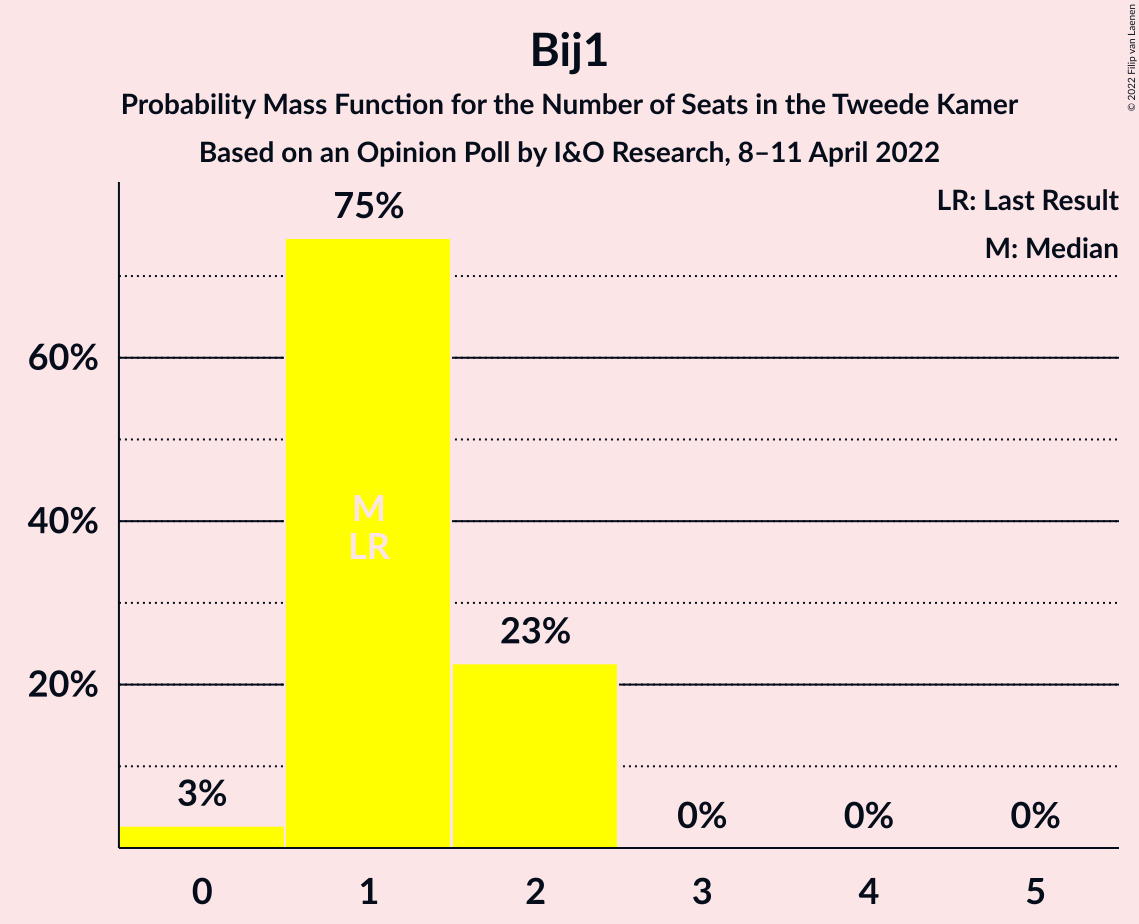 Bij1
Probability Mass Function for the Number of Seats in the Tweede Kamer
Based on an Opinion Poll by I&O Research, 8–11 April 2022
© 2022 Filip van Laenen
LR: Last Result
M: Median
75%
60%
M
40%
LR
23%
20%
3%
0%
0%
0%
0
1
2
3
4
5